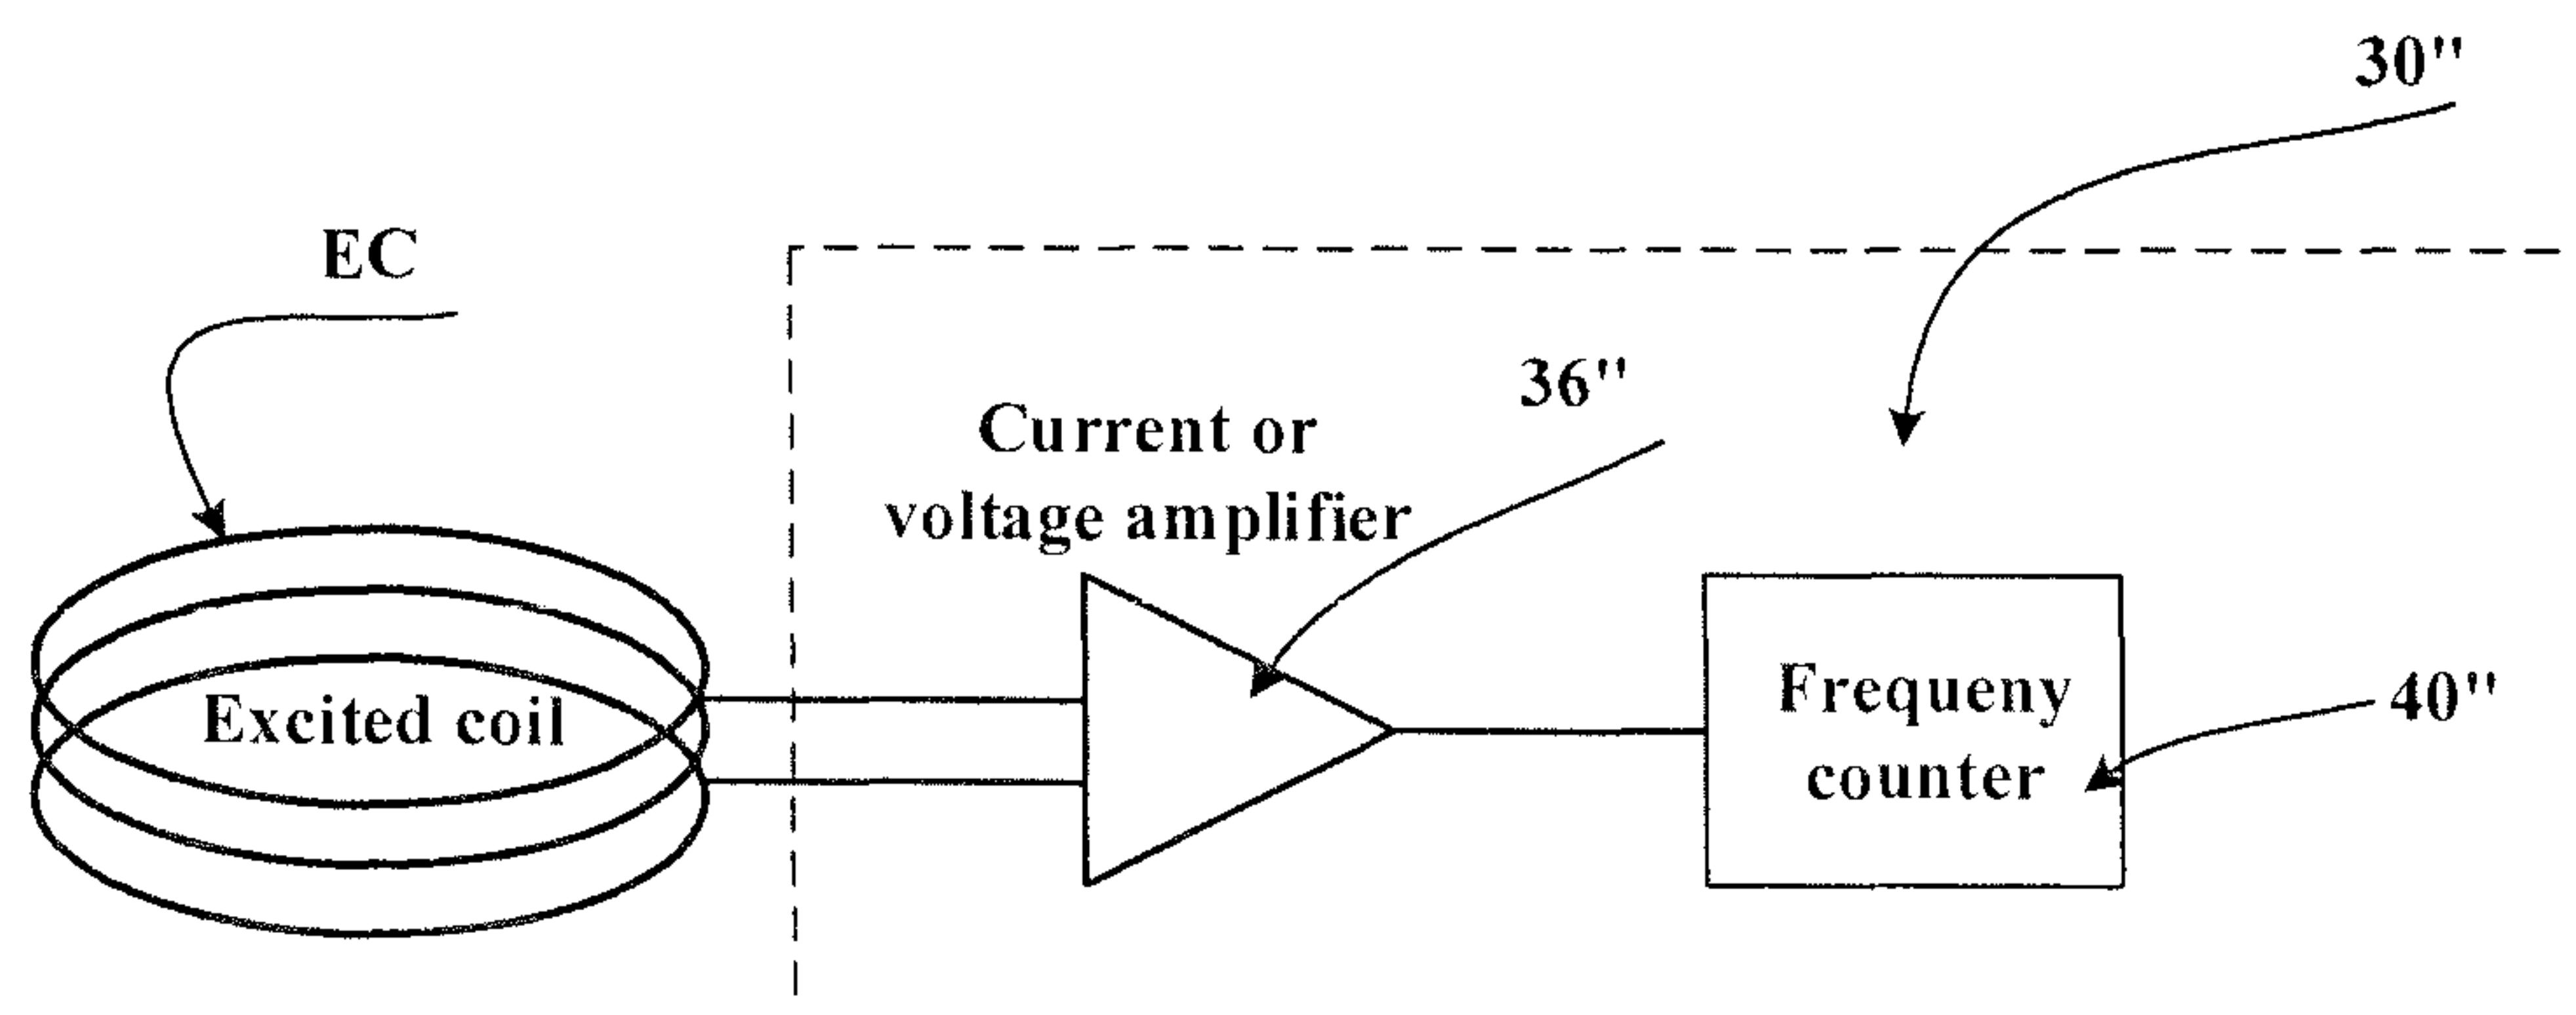 30"
EC
36"
Current or
voltage amplifier
Excited coil
Frequeny
counter
40"